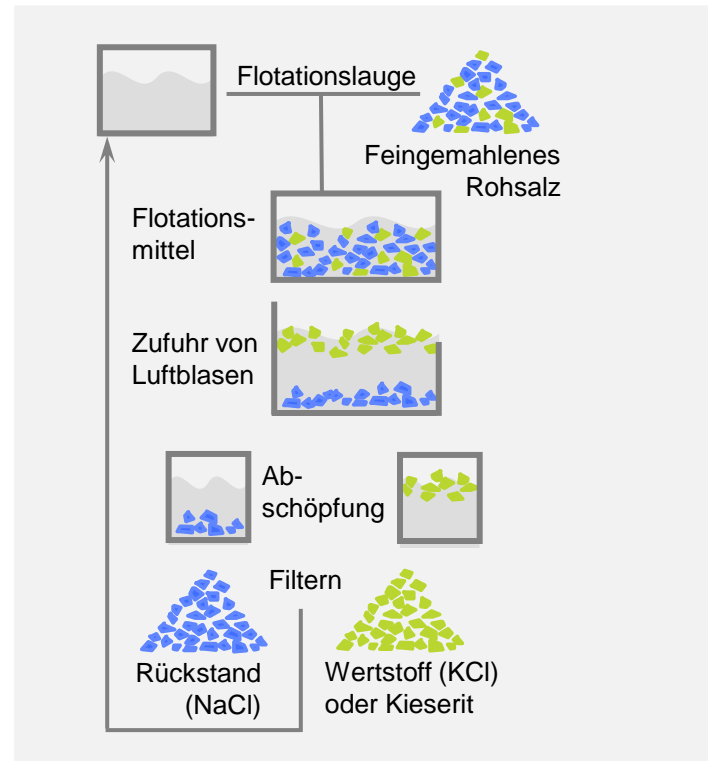 Flotationslauge
Feingemahlenes
Rohsalz
Flotations-
mittel
Zufuhr von
Luftblasen
Ab-
schöpfung
Filtern
Rückstand
(NaCl)
Wertstoff (KCl)
oder Kieserit